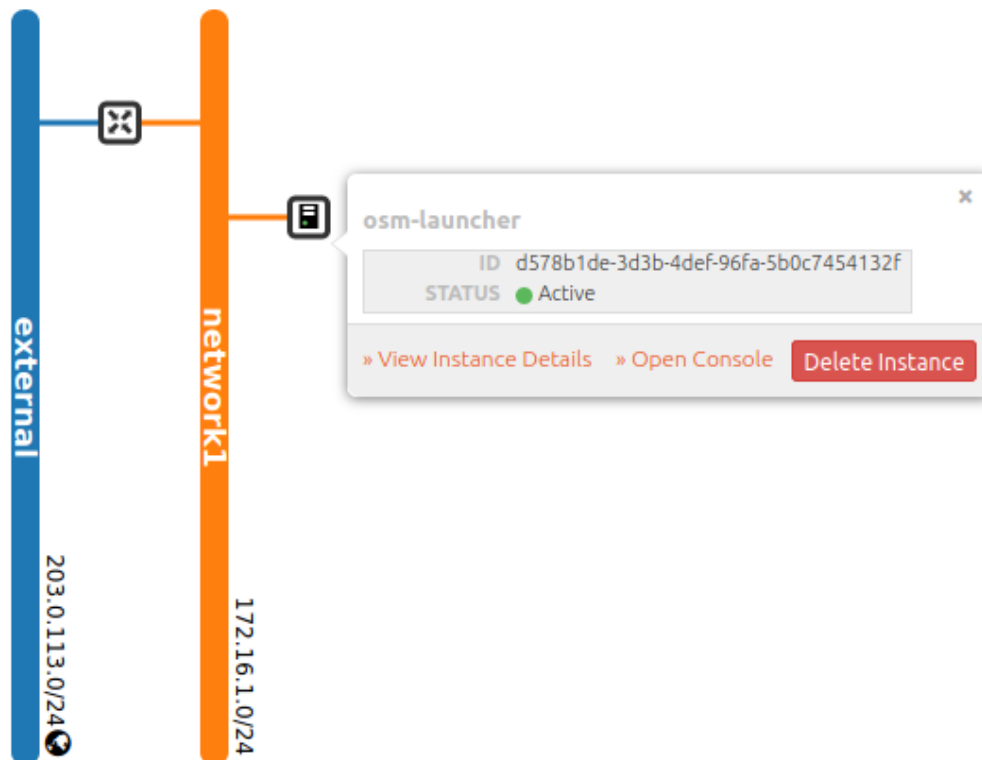 external
203.0.113.0/24
network1
172.16.1.0/24
×
osm-launcher
ID d578b1de-3d3b-4def-96fa-5b0c7454132f
STATUS Active
» View Instance Details » Open Console Delete Instance